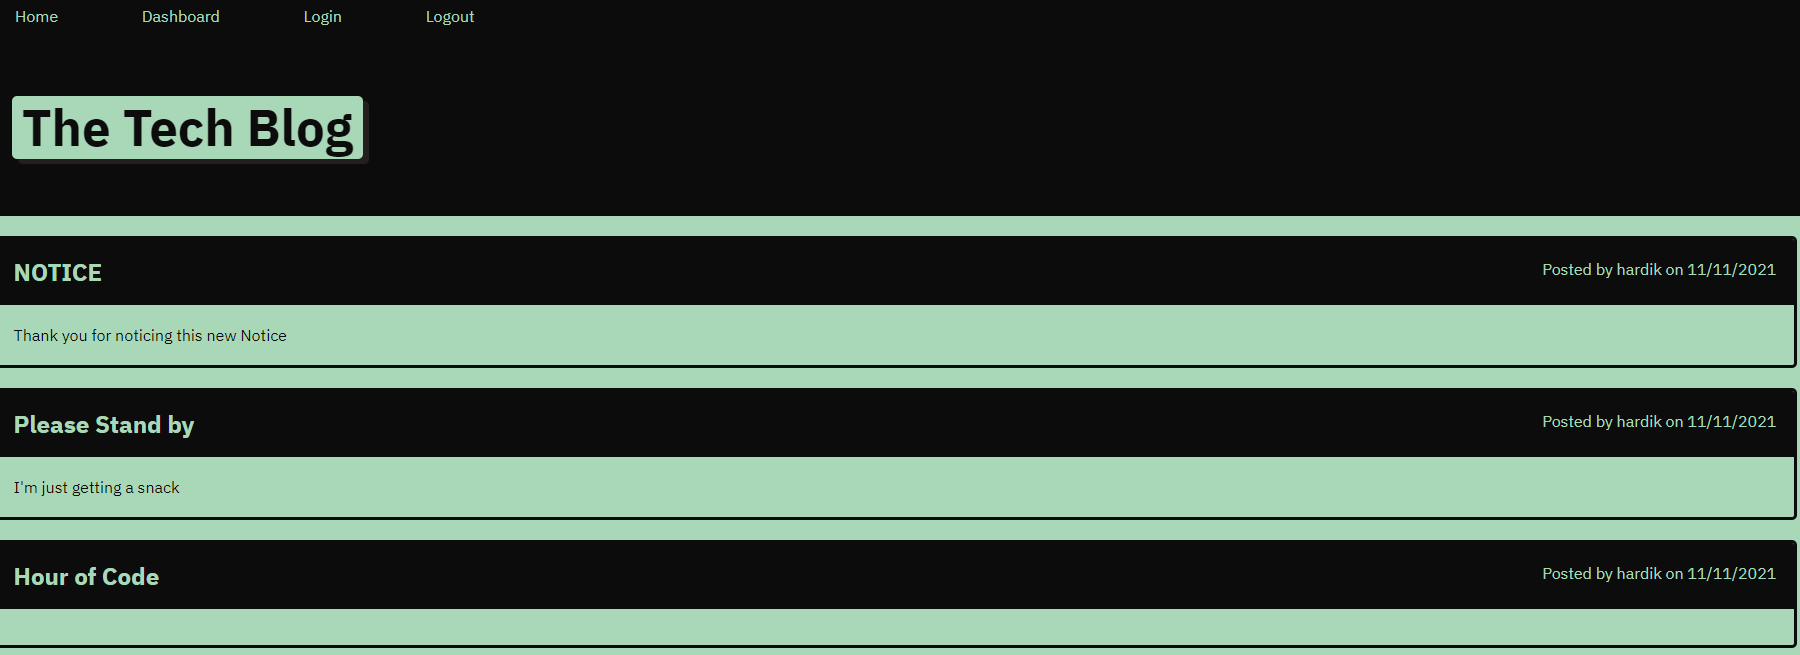 Home Dashboard Login Logout
The Tech Blog
NOTICE Posted by hardik on 11/11/2021
Thank you for noticing this new Notice
Please Stand by Posted by hardik on 11/11/2021
I'm just getting a snack
Hour of Code Posted by hardik on 11/11/2021